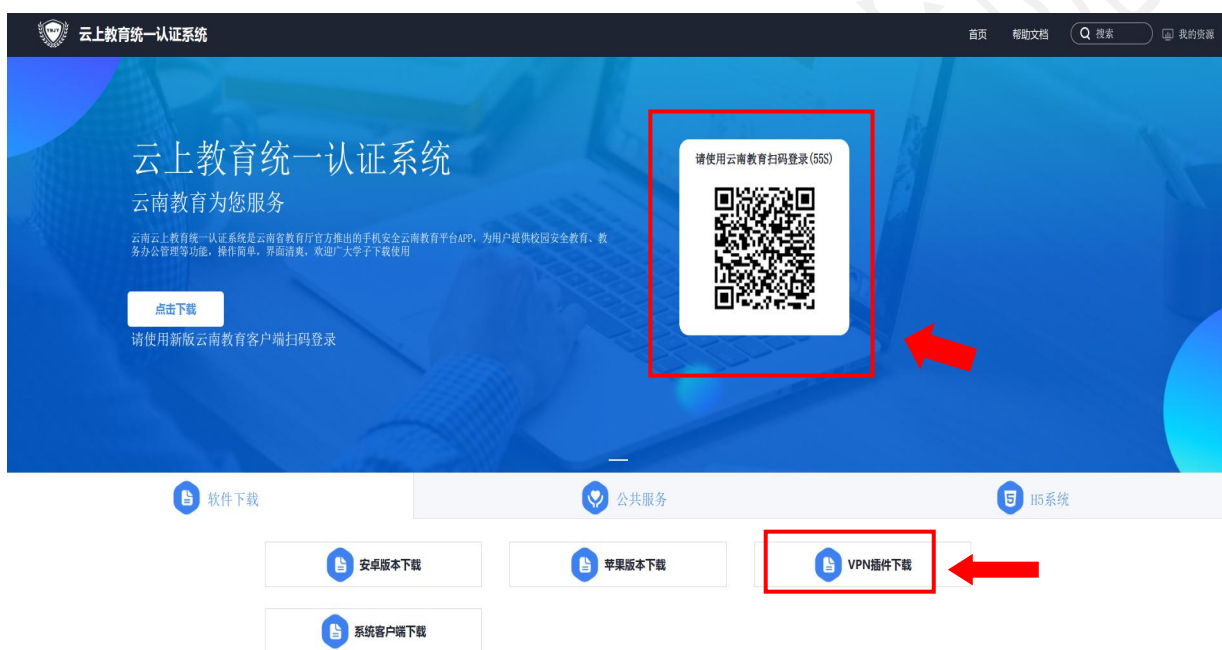 云上教育统一认证系统
首页 帮助文档 搜索 我的资源
云上教育统一认证系统
云南教育为您服务
云南云上教育统一认证系统是云南省教育厅官方推出的手机安全云南教育平台APP，为用户提供校园安全教育、教
务办公管理等功能，操作简单，界面清爽，欢迎广大学子下载使用
点击下载
请使用新版云南教育客户端扫码登录
请使用云南教育扫码登录(55S)
软件下载 公共服务 H5系统
安卓版本下载 苹果版本下载 VPN插件下载
系统客户端下载